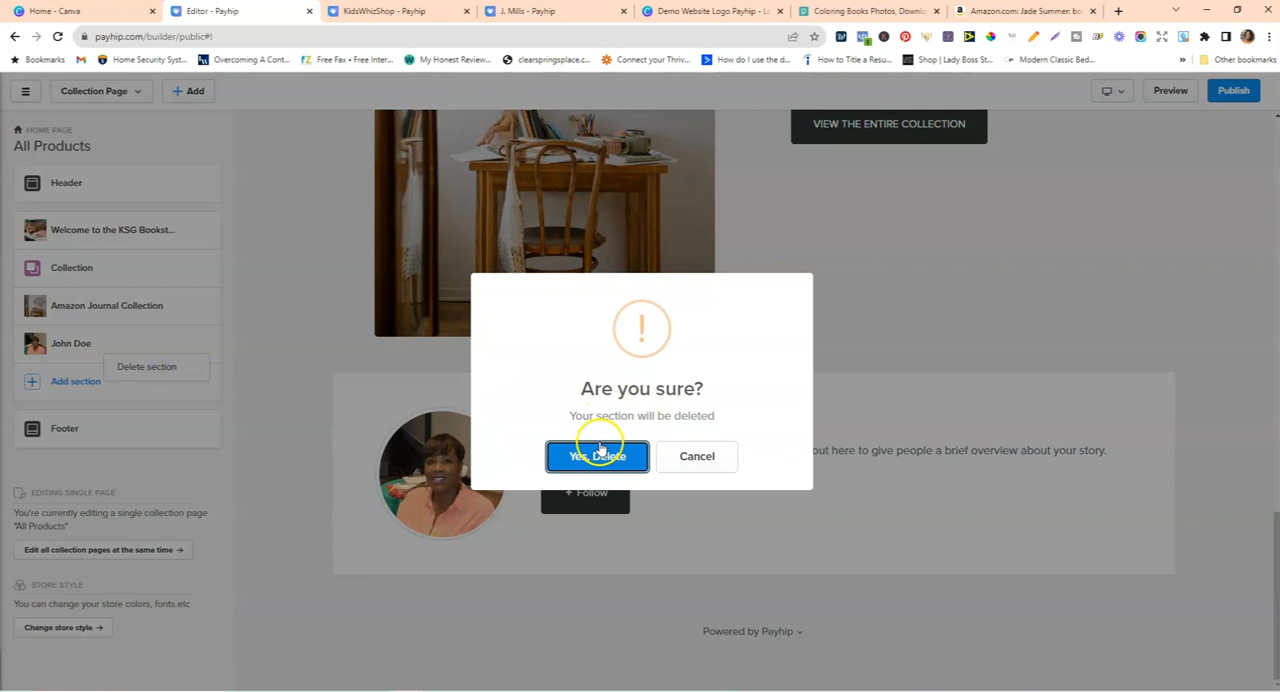 Home - Canva
Editor - Payhip
KidsWhizShop - Payhip
J. Mills - Payhip
Demo Website Logo Payhip - Lo
Coloring Books Photos, Downlo
Amazon.com: Jade Summer: bo
payhip.com/builder/public#!
Bookmarks
Home Security Syst...
Overcoming A Cont...
Free Fax • Free Inter...
My Honest Review...
clearspringsplace.c...
Connect your Thriv...
How do I use the d...
How to Title a Resu...
Shop | Lady Boss St...
Modern Classic Bed...
Other bookmarks
Collection Page
Add
Preview
Publish
HOME PAGE
All Products
Header
Welcome to the KSG Bookst...
Collection
Amazon Journal Collection
John Doe
Delete section
Add section
Footer
EDITING SINGLE PAGE
You're currently editing a single collection page
"All Products"
Edit all collection pages at the same time →
STORE STYLE
You can change your store colors, fonts etc
Change store style →
VIEW THE ENTIRE COLLECTION
Are you sure?
Your section will be deleted
Yes, Delete
Cancel
out here to give people a brief overview about your story.
+ Follow
Powered by Payhip